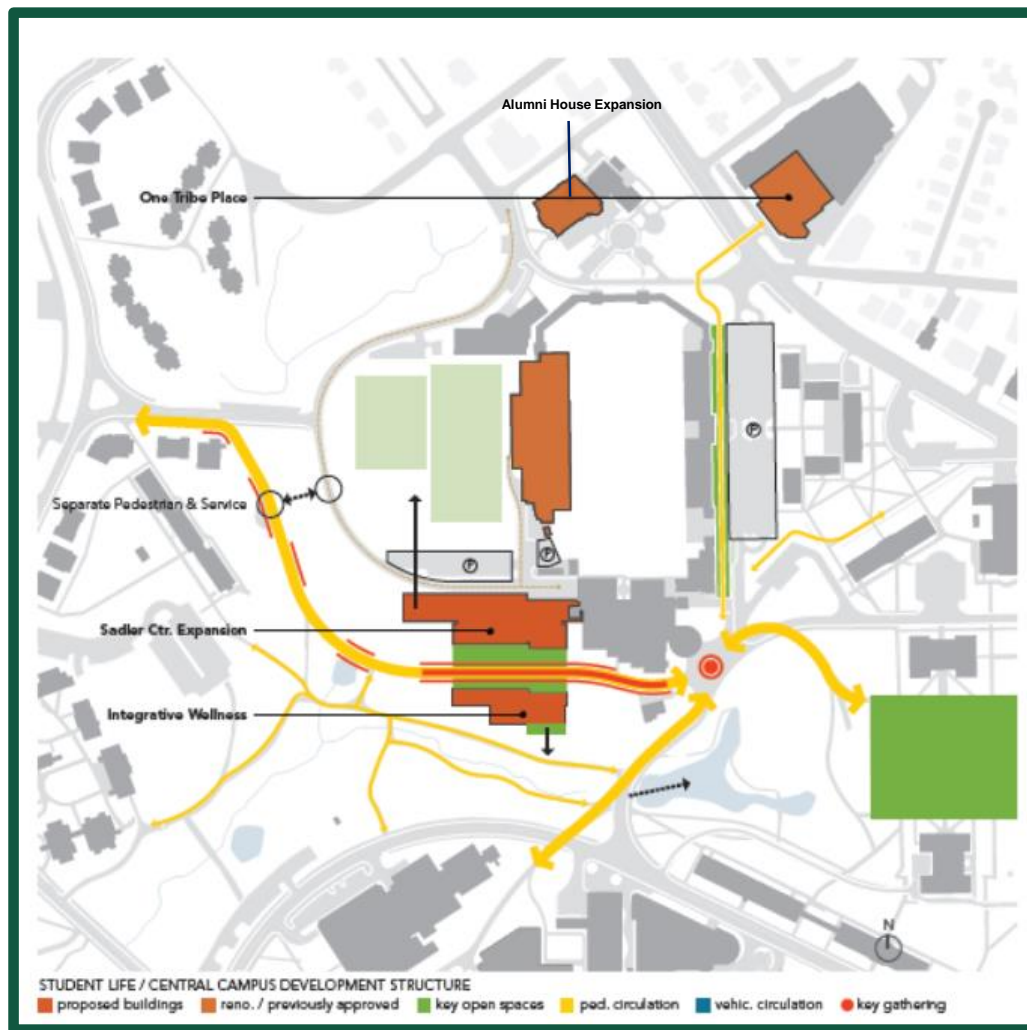 Alumni House Expansion
One Tribe Place
P
Separate Pedestrian & Service
P
P
Sadler Ctr. Expansion
Integrative Wellness
N
STUDENT LIFE / CENTRAL CAMPUS DEVELOPMENT STRUCTURE
proposed buildings reno. / previously approved key open spaces ped. circulation vehic. circulation key gathering